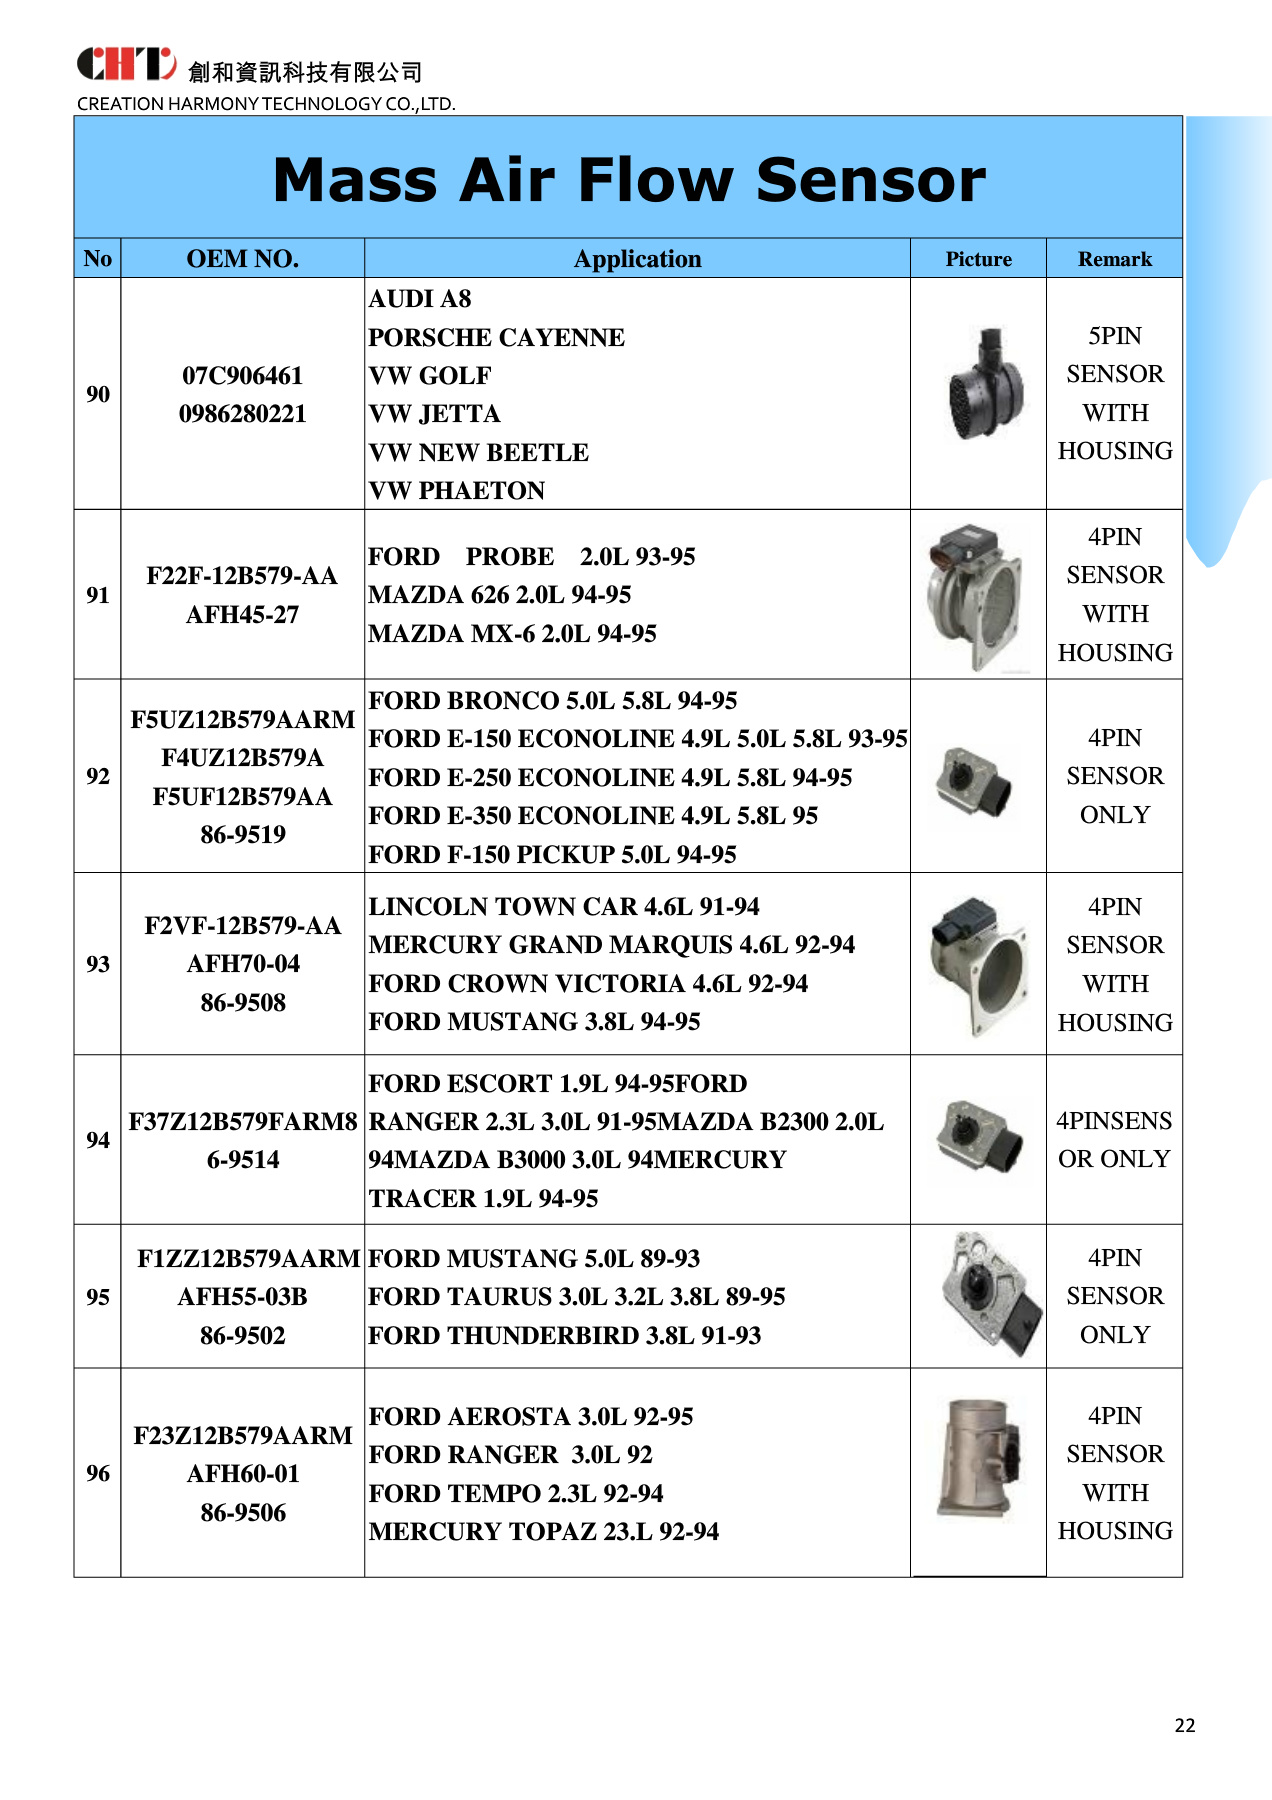 CHT 創和資訊科技有限公司
CREATION HARMONY TECHNOLOGY CO.,LTD.
Mass Air Flow Sensor
No OEM NO. Application Picture Remark
90
07C906461
0986280221
AUDI A8
PORSCHE CAYENNE
VW GOLF
VW JETTA
VW NEW BEETLE
VW PHAETON
5PIN
SENSOR
WITH
HOUSING
91
F22F-12B579-AA
AFH45-27
FORD PROBE 2.0L 93-95
MAZDA 626 2.0L 94-95
MAZDA MX-6 2.0L 94-95
4PIN
SENSOR
WITH
HOUSING
92
F5UZ12B579AARM
F4UZ12B579A
F5UF12B579AA
86-9519
FORD BRONCO 5.0L 5.8L 94-95
FORD E-150 ECONOLINE 4.9L 5.0L 5.8L 93-95
FORD E-250 ECONOLINE 4.9L 5.8L 94-95
FORD E-350 ECONOLINE 4.9L 5.8L 95
FORD F-150 PICKUP 5.0L 94-95
4PIN
SENSOR
ONLY
93
F2VF-12B579-AA
AFH70-04
86-9508
LINCOLN TOWN CAR 4.6L 91-94
MERCURY GRAND MARQUIS 4.6L 92-94
FORD CROWN VICTORIA 4.6L 92-94
FORD MUSTANG 3.8L 94-95
4PIN
SENSOR
WITH
HOUSING
94
F37Z12B579FARM8
6-9514
FORD ESCORT 1.9L 94-95FORD
RANGER 2.3L 3.0L 91-95MAZDA B2300 2.0L
94MAZDA B3000 3.0L 94MERCURY
TRACER 1.9L 94-95
4PINSENS
OR ONLY
95
F1ZZ12B579AARM
AFH55-03B
86-9502
FORD MUSTANG 5.0L 89-93
FORD TAURUS 3.0L 3.2L 3.8L 89-95
FORD THUNDERBIRD 3.8L 91-93
4PIN
SENSOR
ONLY
96
F23Z12B579AARM
AFH60-01
86-9506
FORD AEROSTA 3.0L 92-95
FORD RANGER 3.0L 92
FORD TEMPO 2.3L 92-94
MERCURY TOPAZ 23.L 92-94
4PIN
SENSOR
WITH
HOUSING
22